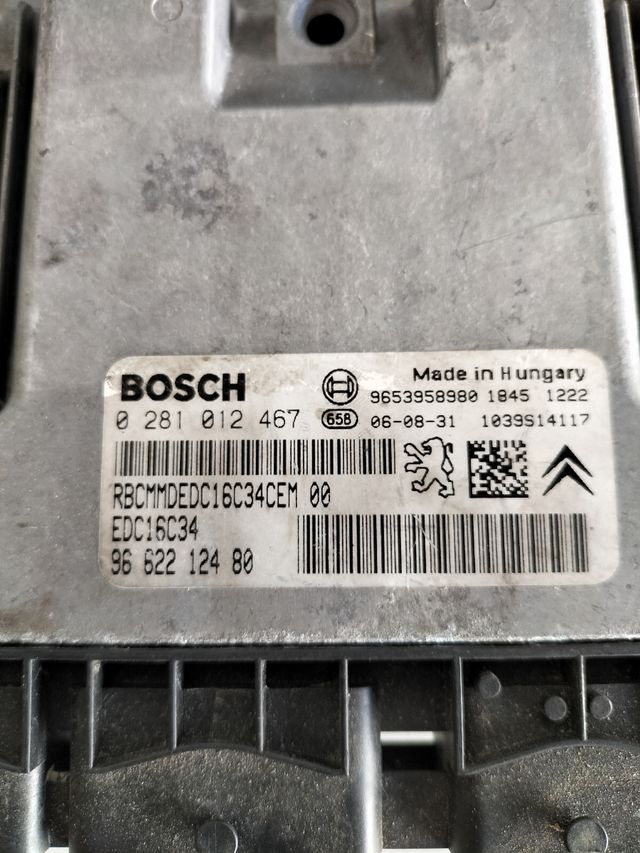 BOSCH
Made in Hungary
9653958980 1845 1222
0 281 012 467
658
06-08-31 1039S14117
RBCMMDEDC16C34CEM 00
EDC16C34
96 622 124 80